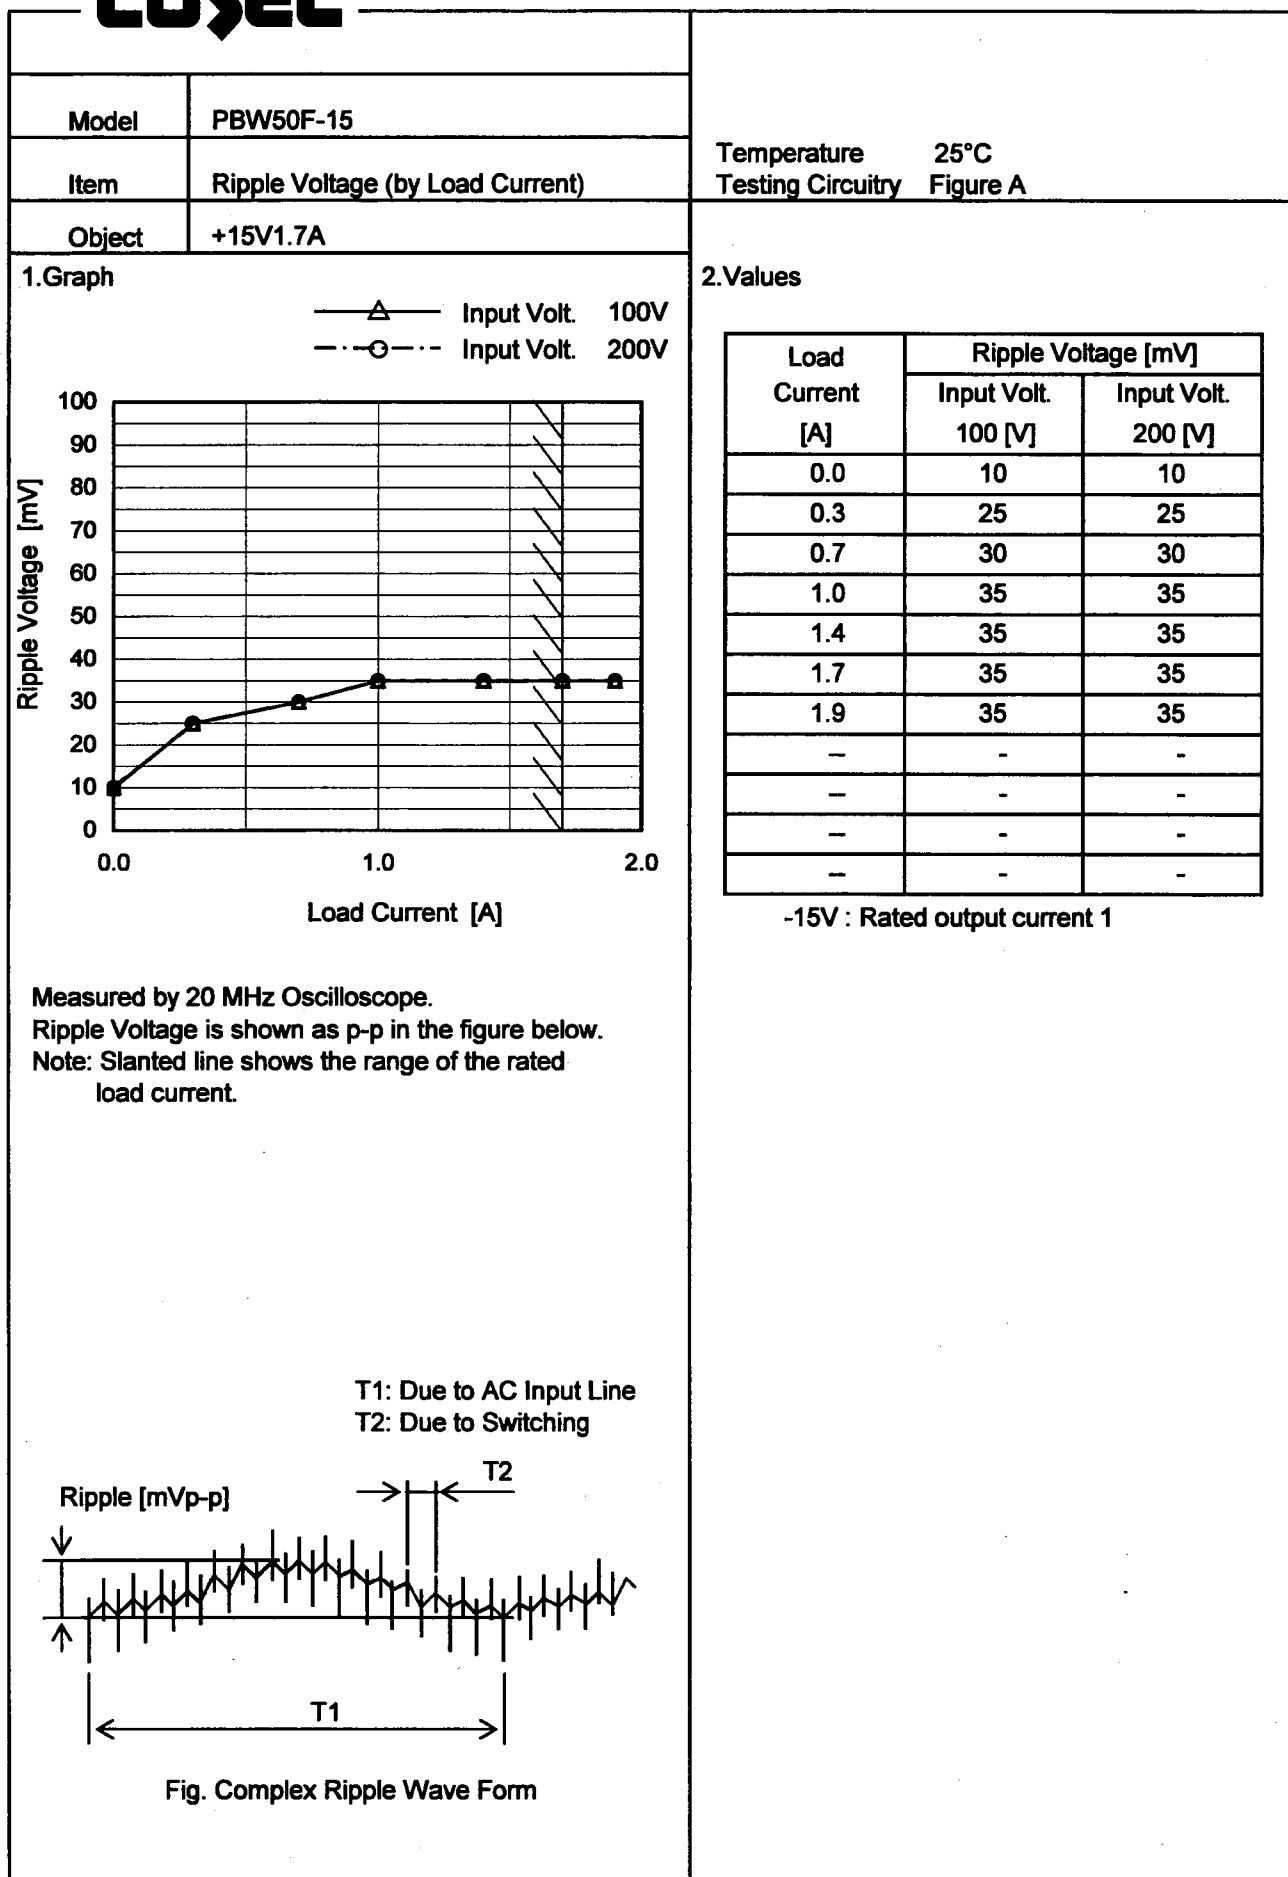 COSEL
Model PBW50F-15
Item Ripple Voltage (by Load Current)
Object +15V1.7A
Temperature 25°C
Testing Circuitry Figure A
1.Graph
Input Volt. 100V
Input Volt. 200V
Ripple Voltage [mV]
100
90
80
70
60
50
40
30
20
10
0
0.0 1.0 2.0
Load Current [A]
Measured by 20 MHz Oscilloscope.
Ripple Voltage is shown as p-p in the figure below.
Note: Slanted line shows the range of the rated
load current.
T1: Due to AC Input Line
T2: Due to Switching
T2
Ripple [mVp-p]
T1
Fig. Complex Ripple Wave Form
2.Values
Load Ripple Voltage [mV]
Current Input Volt. Input Volt.
[A] 100 [V] 200 [V]
0.0 10 10
0.3 25 25
0.7 30 30
1.0 35 35
1.4 35 35
1.7 35 35
1.9 35 35
— - -
— - -
— - -
— - -
-15V : Rated output current 1